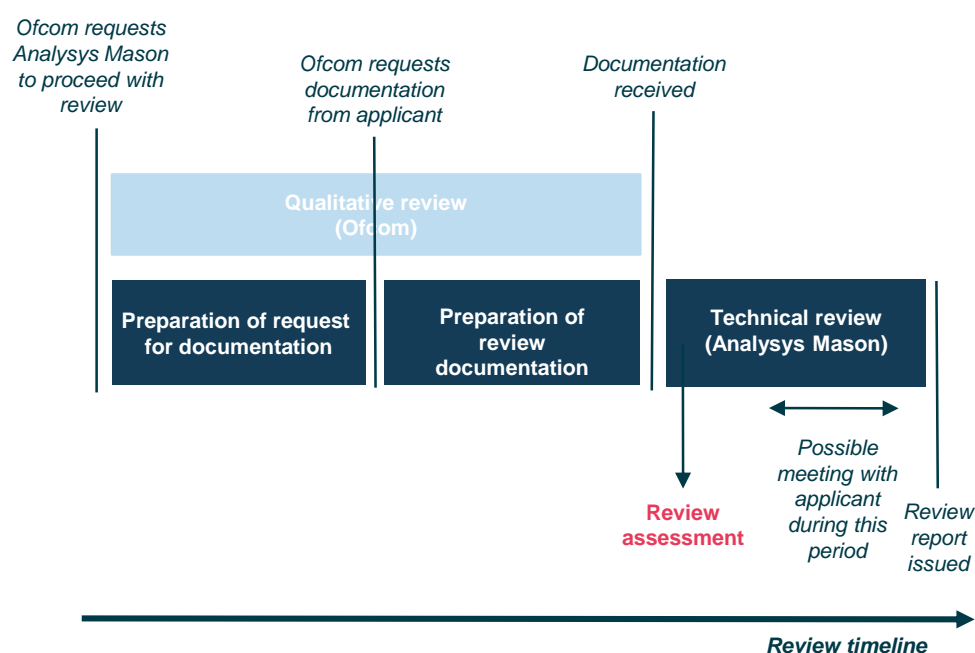 Ofcom requests
Analysys Mason
to proceed with
review
Ofcom requests
documentation
from applicant
Documentation
received
Qualitative review
(Ofcom)
Preparation of request
for documentation
Preparation of
review
documentation
Technical review
(Analysys Mason)
Review
assessment
Possible
meeting with
applicant
during this
period
Review
report
issued
Review timeline